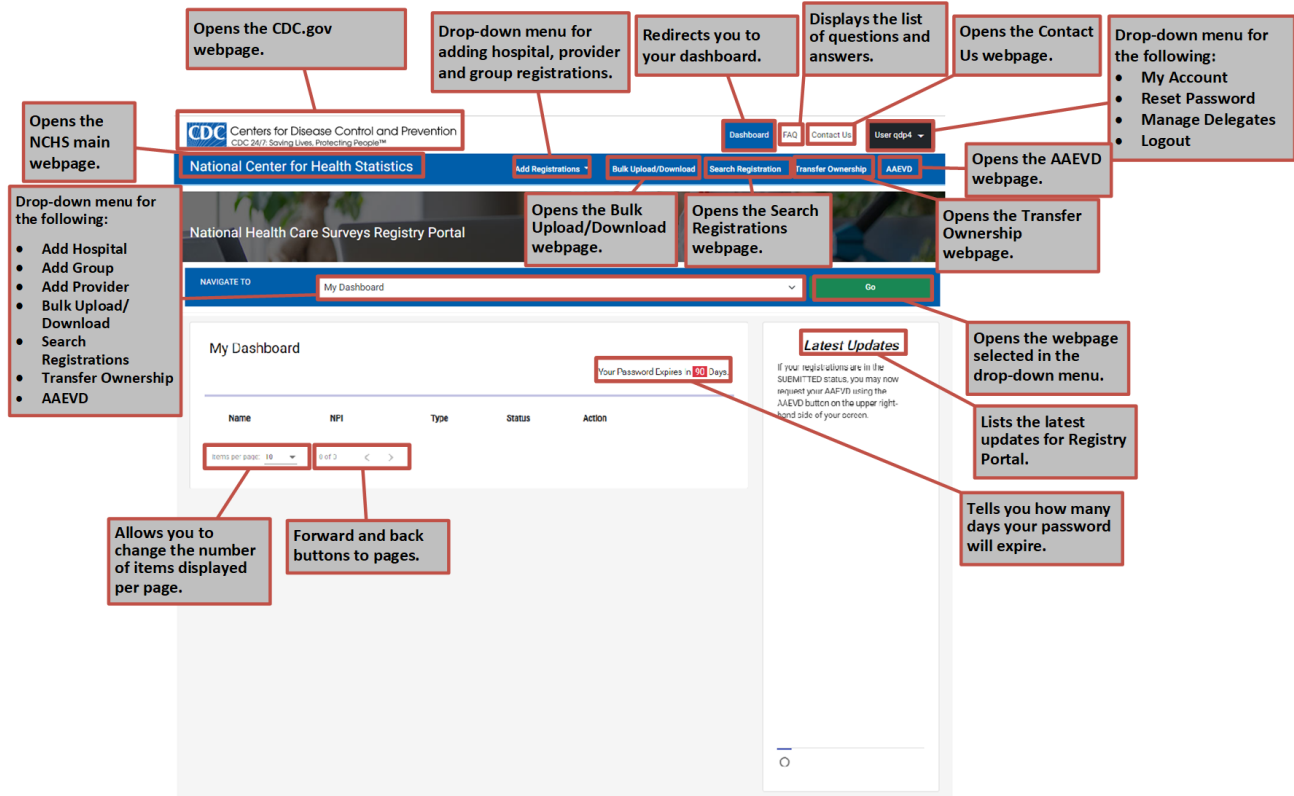 Opens the CDC.gov
webpage.
Drop-down menu for
adding hospital, provider
and group registrations.
Redirects you to
your dashboard.
Displays the list
of questions and
answers.
Opens the Contact
Us webpage.
Drop-down menu for
the following:
● My Account
● Reset Password
● Manage Delegates
● Logout
Opens the
NCHS main
webpage.
CDC Centers for Disease Control and Prevention
CDC 24/7: Saving Lives, Protecting People™
Dashboard
FAQ
Contact Us
User qdp4
National Center for Health Statistics
Add Registrations
Bulk Upload/Download
Search Registration
Transfer Ownership
AAEVD
Opens the AAEVD
webpage.
Drop-down menu for
the following:
● Add Hospital
● Add Group
● Add Provider
● Bulk Upload/
Download
● Search
Registrations
● Transfer Ownership
● AAEVD
Opens the Bulk
Upload/Download
webpage.
Opens the Search
Registrations
webpage.
Opens the Transfer
Ownership
webpage.
National Health Care Surveys Registry Portal
NAVIGATE TO
My Dashboard
Go
My Dashboard
Your Password Expires in 90 Days.
Latest Updates
If your registrations are in the
SUBMITTED status, you may now
request your AAEVD using the
AAEVD button on the upper right-
hand side of your screen.
Opens the webpage
selected in the
drop-down menu.
Name NPI Type Status Action
Items per page: 10
0 of 0
Lists the latest
updates for Registry
Portal.
Tells you how many
days your password
will expire.
Allows you to
change the number
of items displayed
per page.
Forward and back
buttons to pages.